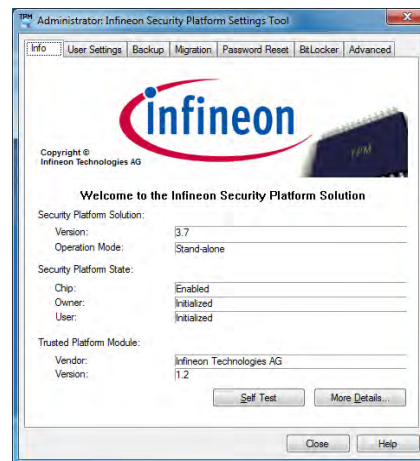 TPM Administrator: Infineon Security Platform Settings Tool
Info User Settings Backup Migration Password Reset BitLocker Advanced
infineon
TPM
Copyright ©
Infineon Technologies AG
Welcome to the Infineon Security Platform Solution
Security Platform Solution:
Version: 3.7
Operation Mode: Stand-alone
Security Platform State:
Chip: Enabled
Owner: Initialized
User: Initialized
Trusted Platform Module:
Vendor: Infineon Technologies AG
Version: 1.2
Self Test More Details...
Close Help